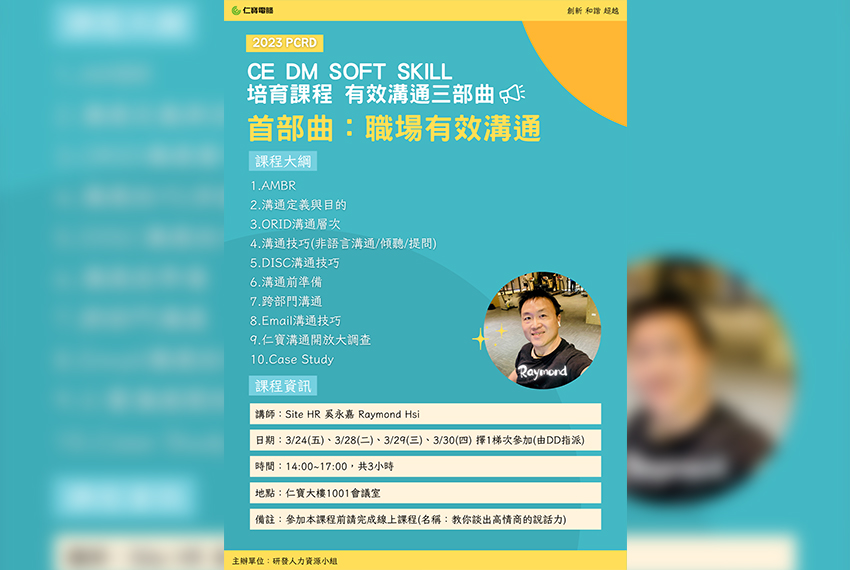 仁寶電腦
創新 和諧 超越
2023 PCRD
CE DM SOFT SKILL
培育課程 有效溝通三部曲
首部曲：職場有效溝通
課程大綱
1.AMBR
2.溝通定義與目的
3.ORID溝通層次
4.溝通技巧(非語言溝通/傾聽/提問)
5.DISC溝通技巧
6.溝通前準備
7.跨部門溝通
8.Email溝通技巧
9.仁寶溝通開放大調查
10.Case Study
Raymond
課程資訊
講師：Site HR 奚永嘉 Raymond Hsi
日期：3/24(五)、3/28(二)、3/29(三)、3/30(四) 擇1梯次參加(由DD指派)
時間：14:00~17:00，共3小時
地點：仁寶大樓1001會議室
備註：參加本課程前請完成線上課程(名稱：教你談出高情商的說話力)
主辦單位：研發人力資源小組